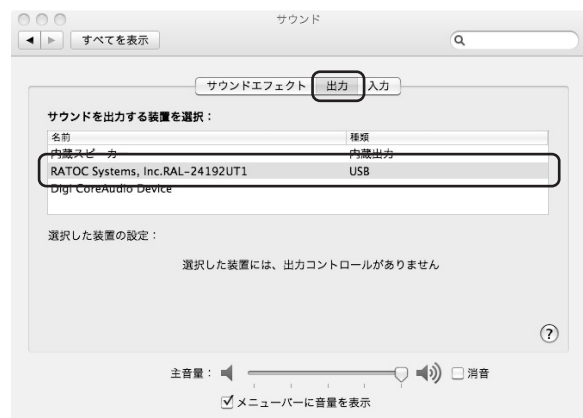 サウンド
すべてを表示
サウンドエフェクト 出力 入力
サウンドを出力する装置を選択：
名前 種類
内蔵スピーカ 内蔵出力
RATOC Systems, Inc.RAL-24192UT1 USB
Digi CoreAudio Device
選択した装置の設定：
選択した装置には、出力コントロールがありません
?
主音量： 消音
メニューバーに音量を表示